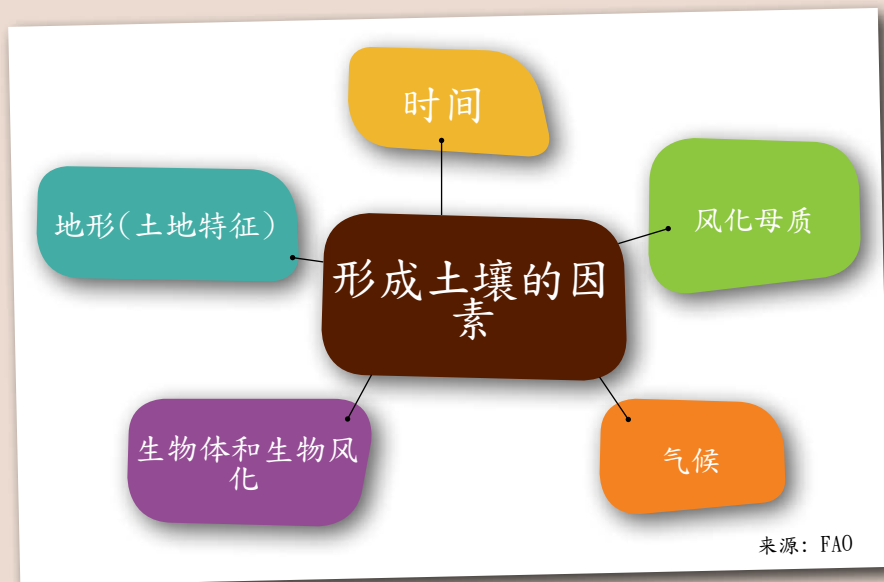 时间
风化母质
地形(土地特征)
形成土壤的因
素
生物体和生物风
化
气候
来源: FAO